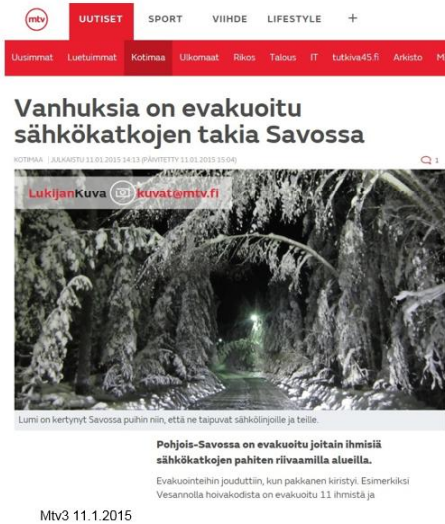 mtv UUTISET SPORT VIIHDE LIFESTYLE +
Uusimmat Luetuimmat Kotimaa Ulkomaat Rikos Talous IT tutkiva45.fi Arkisto
Vanhuksia on evakuoitu
sähkökatkojen takia Savossa
KOTIMAA | JULKAISTU 11.01.2015 14:13 (PÄIVITETTY 11.01.2015 15:04) 1
LukijanKuva kuvat@mtv.fi
Lumi on kertynyt Savossa puihin niin, että ne taipuvat sähkölinjoille ja teille.
Pohjois-Savossa on evakuoitu joitain ihmisiä
sähkökatkojen pahiten riivaamilla alueilla.
Evakuointeihin jouduttiin, kun pakkanen kiristyi. Esimerkiksi
Vesannolla hoivakodista on evakuoitu 11 ihmistä ja
Mtv3 11.1.2015